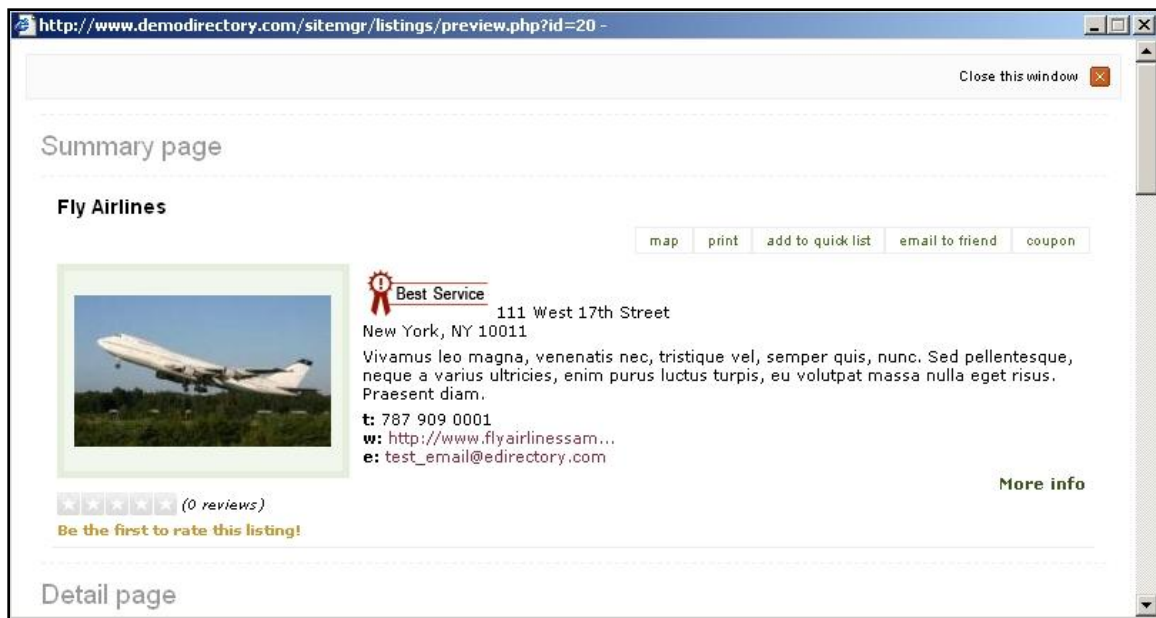 http://www.demodirectory.com/sitemgr/listings/preview.php?id=20 -
Close this window
Summary page
Fly Airlines
map print add to quick list email to friend coupon
Best Service
111 West 17th Street
New York, NY 10011
Vivamus leo magna, venenatis nec, tristique vel, semper quis, nunc. Sed pellentesque,
neque a varius ultricies, enim purus luctus turpis, eu volutpat massa nulla eget risus.
Praesent diam.
t: 787 909 0001
w: http://www.flyairlinessam...
e: test_email@edirectory.com
More info
(0 reviews)
Be the first to rate this listing!
Detail page